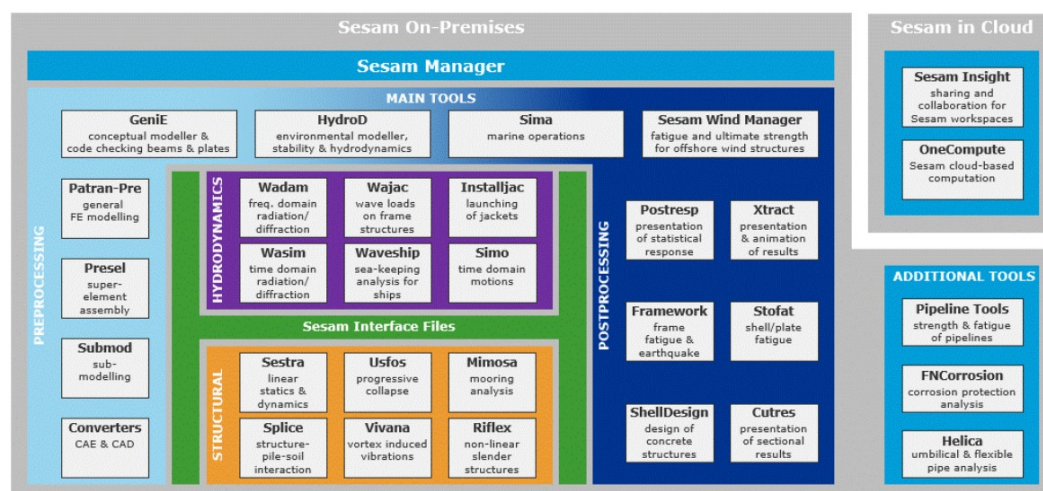 Sesam On-Premises
Sesam Manager
MAIN TOOLS
GeniE
conceptual modeller &
code checking beams & plates
HydroD
environmental modeller,
stability & hydrodynamics
Sima
marine operations
Sesam Wind Manager
fatigue and ultimate strength
for offshore wind structures
PREPROCESSING
Patran-Pre
general
FE modelling
Presel
super-
element
assembly
Submod
sub-
modelling
Converters
CAE & CAD
HYDRODYNAMICS
Wadam
freq. domain
radiation/
diffraction
Wajac
wave loads
on frame
structures
Installjac
launching
of jackets
Wasim
time domain
radiation/
diffraction
Waveship
sea-keeping
analysis for
ships
Simo
time domain
motions
Sesam Interface Files
STRUCTURAL
Sestra
linear
statics &
dynamics
Usfos
progressive
collapse
Mimosa
mooring
analysis
Splice
structure-
pile-soil
interaction
Vivana
vortex induced
vibrations
Riflex
non-linear
slender
structures
POSTPROCESSING
Postresp
presentation
of statistical
response
Xtract
presentation
& animation
of results
Framework
frame
fatigue &
earthquake
Stofat
shell/plate
fatigue
ShellDesign
design of
concrete
structures
Cutres
presentation
of sectional
results
Sesam in Cloud
Sesam Insight
sharing and
collaboration for
Sesam workspaces
OneCompute
Sesam cloud-based
computation
ADDITIONAL TOOLS
Pipeline Tools
strength & fatigue
of pipelines
FNCorrosion
corrosion protection
analysis
Helica
umbilical & flexible
pipe analysis